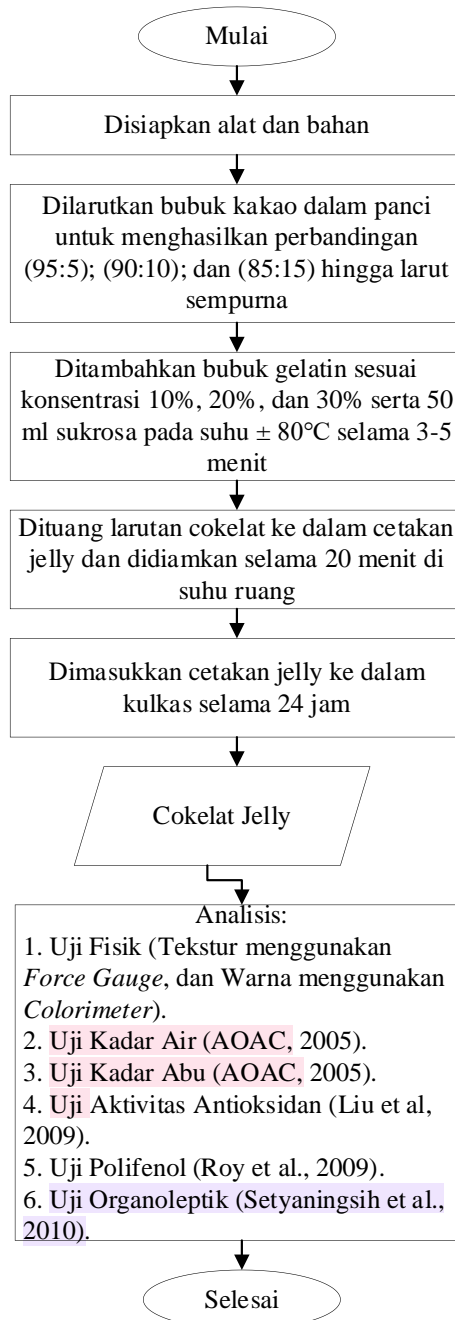 Mulai
Disiapkan alat dan bahan
Dilarutkan bubuk kakao dalam panci
untuk menghasilkan perbandingan
(95:5); (90:10); dan (85:15) hingga larut
sempurna
Ditambahkan bubuk gelatin sesuai
konsentrasi 10%, 20%, dan 30% serta 50
ml sukrosa pada suhu ± 80°C selama 3-5
menit
Dituang larutan cokelat ke dalam cetakan
jelly dan didiamkan selama 20 menit di
suhu ruang
Dimasukkan cetakan jelly ke dalam
kulkas selama 24 jam
Cokelat Jelly
Analisis:
1. Uji Fisik (Tekstur menggunakan
Force Gauge, dan Warna menggunakan
Colorimeter).
2. Uji Kadar Air (AOAC, 2005).
3. Uji Kadar Abu (AOAC, 2005).
4. Uji Aktivitas Antioksidan (Liu et al,
2009).
5. Uji Polifenol (Roy et al., 2009).
6. Uji Organoleptik (Setyaningsih et al.,
2010).
Selesai